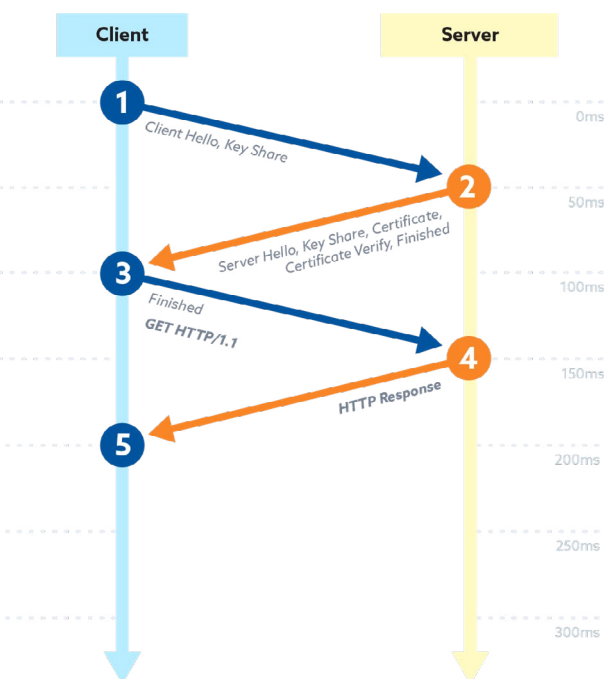 Client
Server
1
0ms
Client Hello, Key Share
2
50ms
Server Hello, Key Share, Certificate,
Certificate Verify, Finished
3
100ms
Finished
GET HTTP/1.1
4
150ms
HTTP Response
5
200ms
250ms
300ms